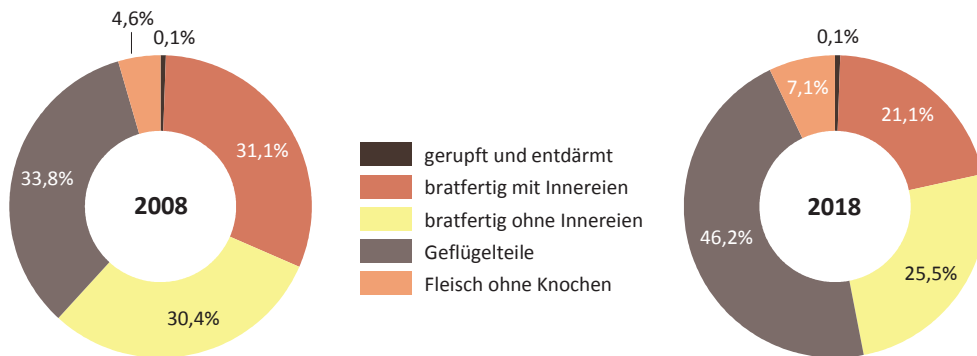 4,6%
0,1%
31,1%
33,8%
2008
30,4%
gerupft und entdärmt
bratfertig mit Innereien
bratfertig ohne Innereien
Geflügelteile
Fleisch ohne Knochen
0,1%
7,1%
21,1%
2018
46,2%
25,5%